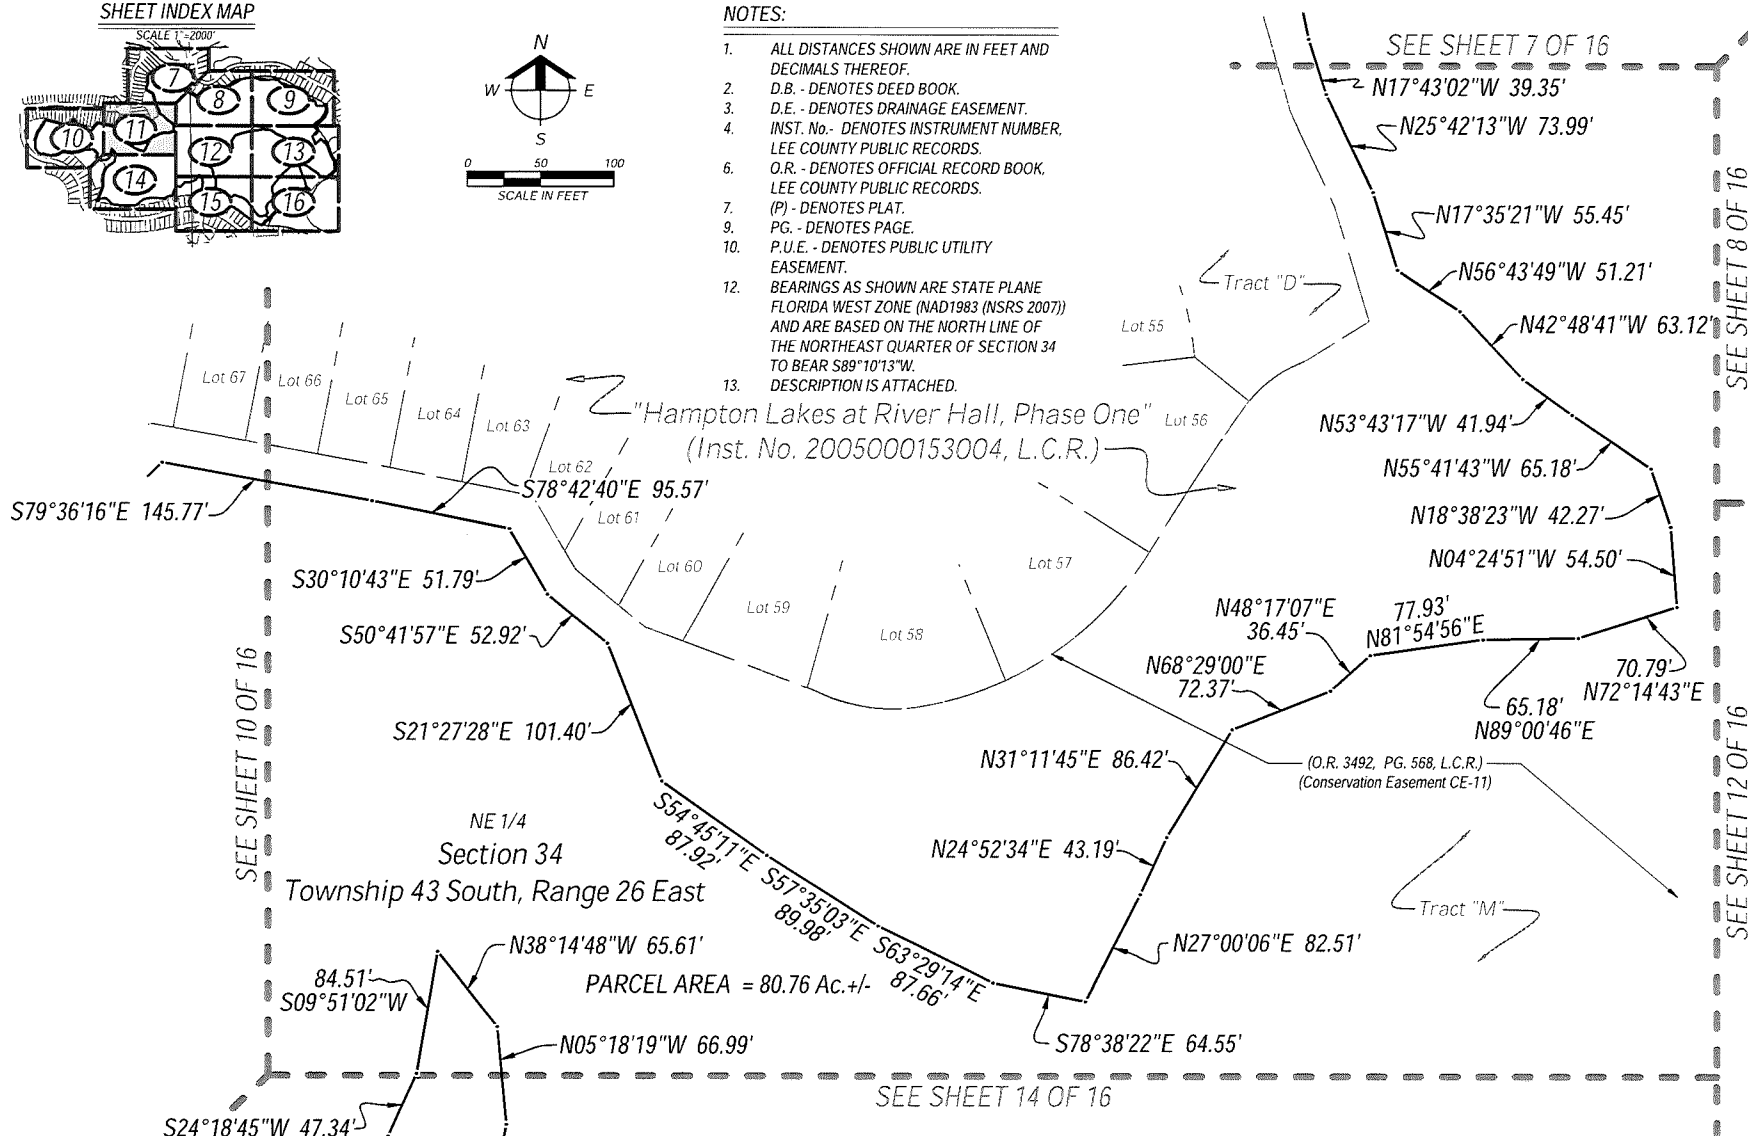 SHEET INDEX MAP
SCALE 1"=2000'
7
8
9
10
11
12
13
14
15
16
N
W
E
S
0 50 100
SCALE IN FEET
NOTES:
1. ALL DISTANCES SHOWN ARE IN FEET AND
DECIMALS THEREOF.
2. D.B. - DENOTES DEED BOOK.
3. D.E. - DENOTES DRAINAGE EASEMENT.
4. INST. No.- DENOTES INSTRUMENT NUMBER,
LEE COUNTY PUBLIC RECORDS.
6. O.R. - DENOTES OFFICIAL RECORD BOOK,
LEE COUNTY PUBLIC RECORDS.
7. (P) - DENOTES PLAT.
9. PG. - DENOTES PAGE.
10. P.U.E. - DENOTES PUBLIC UTILITY
EASEMENT.
12. BEARINGS AS SHOWN ARE STATE PLANE
FLORIDA WEST ZONE (NAD1983 (NSRS 2007))
AND ARE BASED ON THE NORTH LINE OF
THE NORTHEAST QUARTER OF SECTION 34
TO BEAR S89°10'13"W.
13. DESCRIPTION IS ATTACHED.
SEE SHEET 7 OF 16
N17°43'02"W 39.35'
N25°42'13"W 73.99'
N17°35'21"W 55.45'
N56°43'49"W 51.21'
N42°48'41"W 63.12'
SEE SHEET 8 OF 16
Tract "D"
Lot 55
Lot 56
"Hampton Lakes at River Hall, Phase One"
(Inst. No. 2005000153004, L.C.R.)
N53°43'17"W 41.94'
N55°41'43"W 65.18'
N18°38'23"W 42.27'
N04°24'51"W 54.50'
Lot 67
Lot 66
Lot 65
Lot 64
Lot 63
Lot 62
Lot 61
Lot 60
Lot 59
Lot 58
Lot 57
S78°42'40"E 95.57'
S79°36'16"E 145.77'
S30°10'43"E 51.79'
S50°41'57"E 52.92'
S21°27'28"E 101.40'
SEE SHEET 10 OF 16
N48°17'07"E
36.45'
77.93'
N81°54'56"E
N68°29'00"E
72.37'
70.79'
N72°14'43"E
65.18'
N89°00'46"E
N31°11'45"E 86.42'
(O.R. 3492, PG. 568, L.C.R.)
(Conservation Easement CE-11)
SEE SHEET 12 OF 16
NE 1/4
Section 34
Township 43 South, Range 26 East
S54°45'11"E
87.92'
S57°35'03"E
89.98'
S63°29'14"E
87.66'
N24°52'34"E 43.19'
Tract "M"
N27°00'06"E 82.51'
N38°14'48"W 65.61'
84.51'
S09°51'02"W
PARCEL AREA = 80.76 Ac.+/-
N05°18'19"W 66.99'
S78°38'22"E 64.55'
SEE SHEET 14 OF 16
S24°18'45"W 47.34'